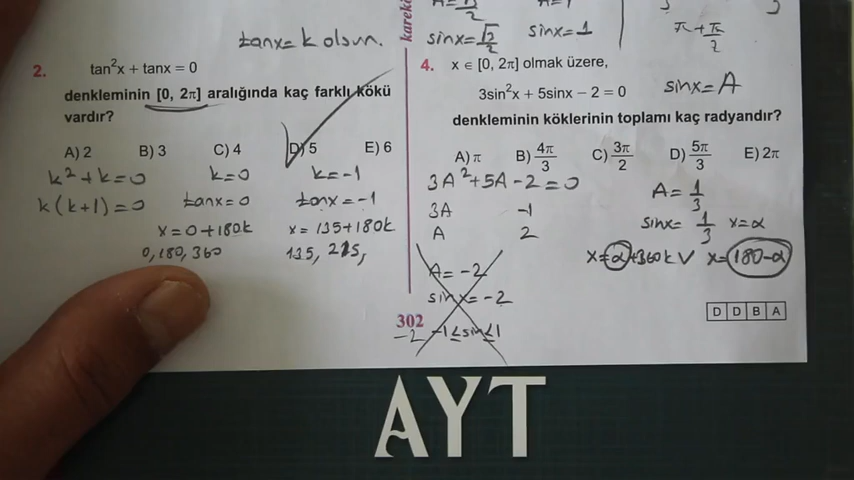 tanx = k olsun.
2. tan²x + tanx = 0
denkleminin [0, 2π] aralığında kaç farklı kökü
vardır?
A) 2 B) 3 C) 4 D) 5 E) 6
k² + k = 0 k = 0 k = -1
k(k+1) = 0 tanx = 0 tanx = -1
x = 0 + 180k x = 135 + 180k
0, 180, 360 135,
karekö
sinx = √2/2 sinx = 1
π + π/2
4. x ∈ [0, 2π] olmak üzere,
3sin²x + 5sinx − 2 = 0 sinx = A
denkleminin köklerinin toplamı kaç radyandır?
A) π B) 4π/3 C) 3π/2 D) 5π/3 E) 2π
3A² + 5A − 2 = 0 A = 1/3
3A −1 sinx = 1/3 x = α
A 2
x = α + 360k x = 180 − α
A = −2
sinx = −2
−2 −1 ≤ sin ≤ 1
302
D D B A
AYT